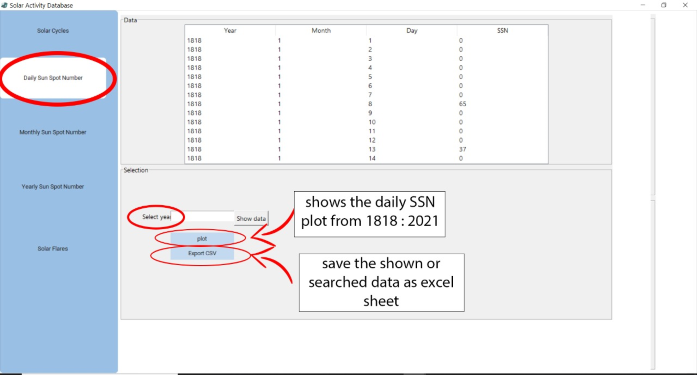 Solar Activity Database
Solar Cycles
Daily Sun Spot Number
Monthly Sun Spot Number
Yearly Sun Spot Number
Solar Flares
Data
Year Month Day SSN
1818 1 1 0
1818 1 2 0
1818 1 3 0
1818 1 4 0
1818 1 5 0
1818 1 6 0
1818 1 7 0
1818 1 8 65
1818 1 9 0
1818 1 10 0
1818 1 11 0
1818 1 12 0
1818 1 13 37
1818 1 14 0
Selection
Select yea
Show data
plot
Export CSV
shows the daily SSN
plot from 1818 : 2021
save the shown or
searched data as excel
sheet